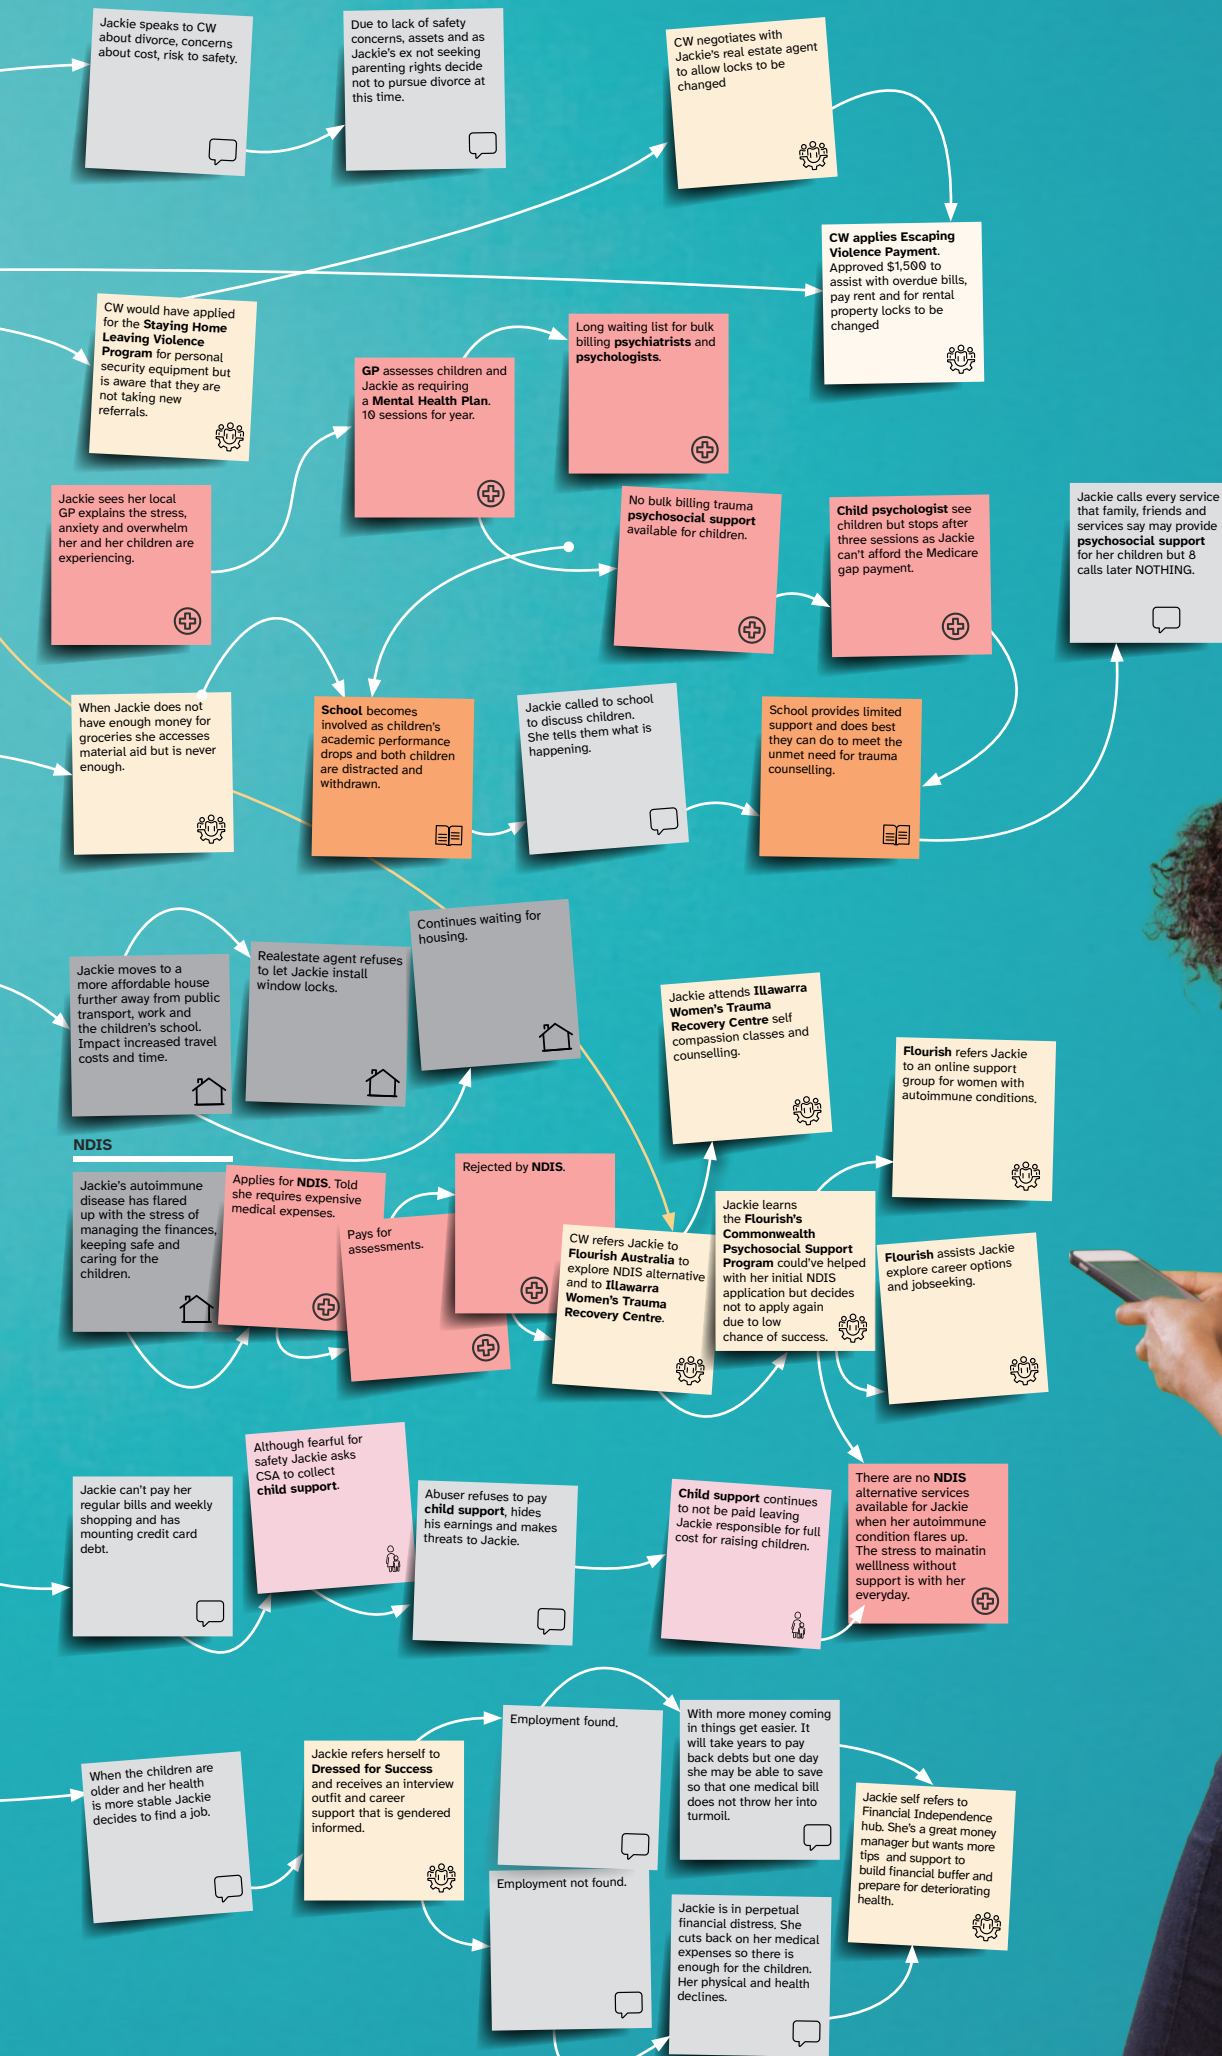 Jackie speaks to CW
about divorce, concerns
about cost, risk to safety.
Due to lack of safety
concerns, assets and as
Jackie's ex not seeking
parenting rights decide
not to pursue divorce at
this time.
CW negotiates with
Jackie's real estate agent
to allow locks to be
changed
CW applies Escaping
Violence Payment.
Approved $1,500 to
assist with overdue bills,
pay rent and for rental
property locks to be
changed
CW would have applied
for the Staying Home
Leaving Violence
Program for personal
security equipment but
is aware that they are
not taking new
referrals.
GP assesses children and
Jackie as requiring
a Mental Health Plan.
10 sessions for year.
Long waiting list for bulk
billing psychiatrists and
psychologists.
Jackie sees her local
GP explains the stress,
anxiety and overwhelm
her and her children are
experiencing.
No bulk billing trauma
psychosocial support
available for children.
Child psychologist see
children but stops after
three sessions as Jackie
can't afford the Medicare
gap payment.
Jackie calls every service
that family, friends and
services say may provide
psychosocial support
for her children but 8
calls later NOTHING.
When Jackie does not
have enough money for
groceries she accesses
material aid but is never
enough.
School becomes
involved as children's
academic performance
drops and both children
are distracted and
withdrawn.
Jackie called to school
to discuss children.
She tells them what is
happening.
School provides limited
support and does best
they can do to meet the
unmet need for trauma
counselling.
Jackie moves to a
more affordable house
further away from public
transport, work and
the children's school.
Impact increased travel
costs and time.
Realestate agent refuses
to let Jackie install
window locks.
Continues waiting for
housing.
Jackie attends Illawarra
Women's Trauma
Recovery Centre self
compassion classes and
counselling.
Flourish refers Jackie
to an online support
group for women with
autoimmune conditions.
NDIS
Jackie's autoimmune
disease has flared
up with the stress of
managing the finances,
keeping safe and
caring for the
children.
Applies for NDIS. Told
she requires expensive
medical expenses.
Pays for
assessments.
Rejected by NDIS.
CW refers Jackie to
Flourish Australia to
explore NDIS alternative
and to Illawarra
Women's Trauma
Recovery Centre.
Jackie learns
the Flourish's
Commonwealth
Psychosocial Support
Program could've helped
with her initial NDIS
application but decides
not to apply again
due to low
chance of success.
Flourish assists Jackie
explore career options
and jobseeking.
Jackie can't pay her
regular bills and weekly
shopping and has
mounting credit card
debt.
Although fearful for
safety Jackie asks
CSA to collect
child support.
Abuser refuses to pay
child support, hides
his earnings and makes
threats to Jackie.
Child support continues
to not be paid leaving
Jackie responsible for full
cost for raising children.
There are no NDIS
alternative services
available for Jackie
when her autoimmune
condition flares up.
The stress to mainatin
welllness without
support is with her
everyday.
When the children are
older and her health
is more stable Jackie
decides to find a job.
Jackie refers herself to
Dressed for Success
and receives an interview
outfit and career
support that is gendered
informed.
Employment found.
With more money coming
in things get easier. It
will take years to pay
back debts but one day
she may be able to save
so that one medical bill
does not throw her into
turmoil.
Jackie self refers to
Financial Independence
hub. She's a great money
manager but wants more
tips and support to
build financial buffer and
prepare for deteriorating
health.
Employment not found.
Jackie is in perpetual
financial distress. She
cuts back on her medical
expenses so there is
enough for the children.
Her physical and health
declines.